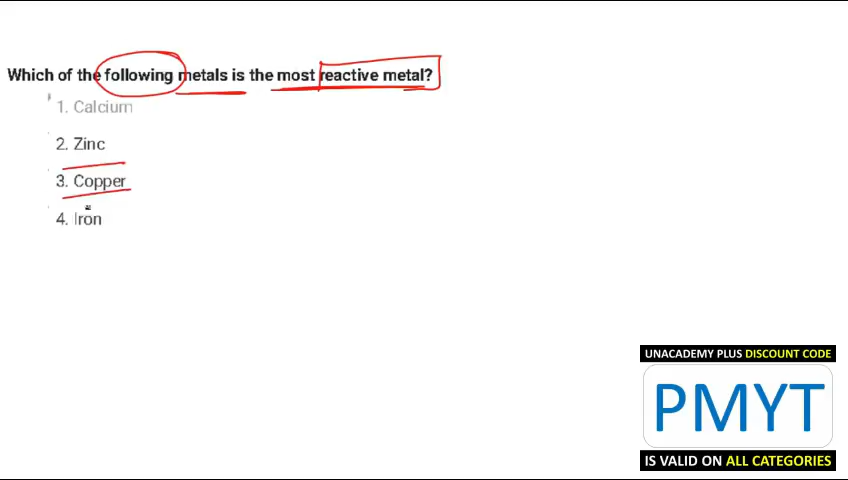 Which of the following metals is the most reactive metal?
1. Calcium
2. Zinc
3. Copper
4. Iron
UNACADEMY PLUS DISCOUNT CODE
PMYT
IS VALID ON ALL CATEGORIES